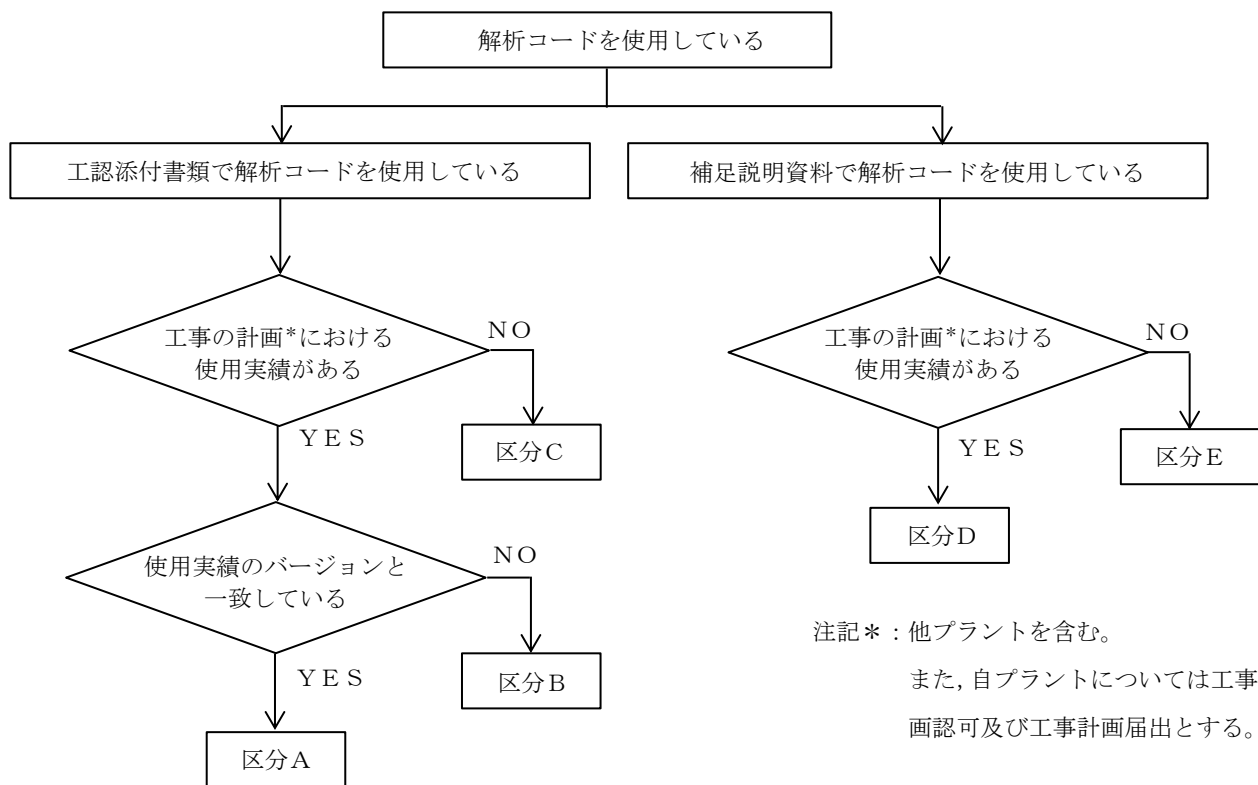 解析コードを使用している
工認添付書類で解析コードを使用している
補足説明資料で解析コードを使用している
工事の計画*における
使用実績がある
NO
YES
区分C
使用実績のバージョンと
一致している
NO
YES
区分B
区分A
工事の計画*における
使用実績がある
NO
YES
区分E
区分D
注記*:他プラントを含む。
また,自プラントについては工事
画認可及び工事計画届出とする。